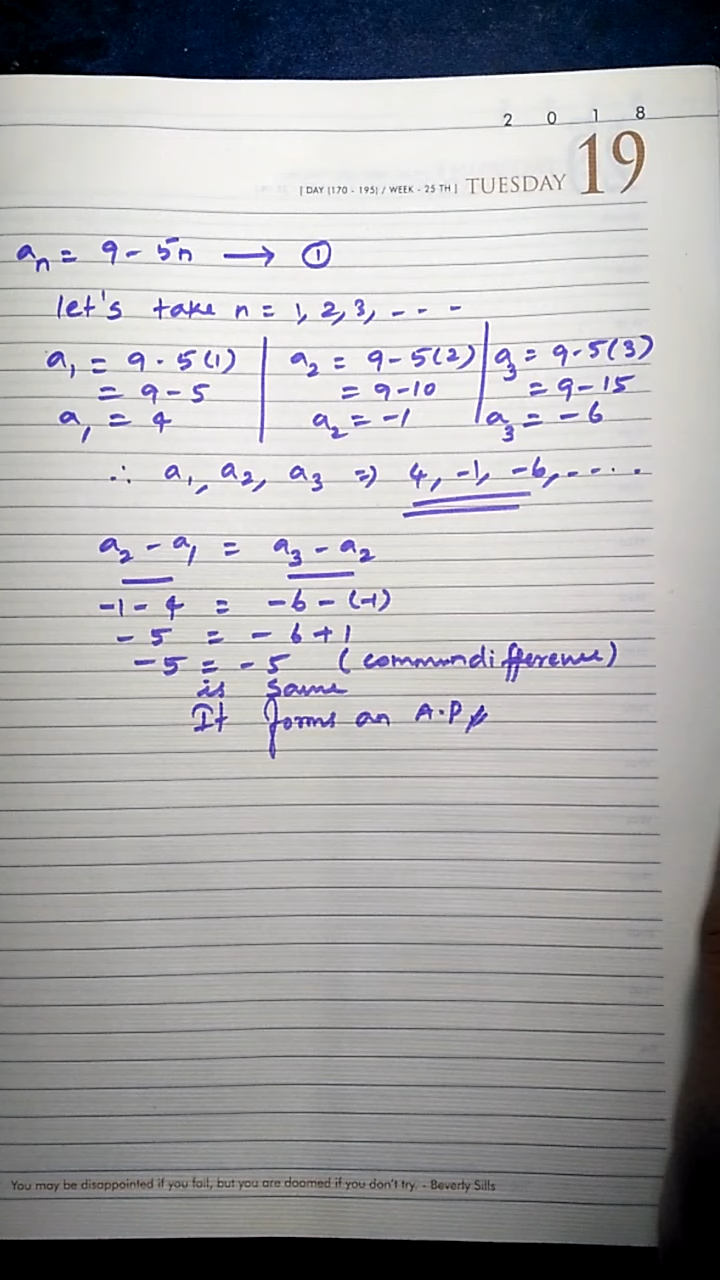 2 0 1 8
[ DAY (170 - 195) / WEEK - 25 TH ] TUESDAY 19
aₙ = 9 - 5n → ①
let's take n = 1, 2, 3, - - -
a₁ = 9 - 5(1) | a₂ = 9 - 5(2) | a₃ = 9 - 5(3)
= 9 - 5 | = 9 - 10 | = 9 - 15
a₁ = 4 | a₂ = -1 | a₃ = -6
∴ a₁, a₂, a₃ ⇒ 4, -1, -6, - - . .
a₂ - a₁ = a₃ - a₂
-1 - 4 = -6 - (-1)
- 5 = - 6 + 1
- 5 = - 5 (common difference)
is same
It forms an A.P
You may be disappointed if you fail, but you are doomed if you don't try. - Beverly Sills